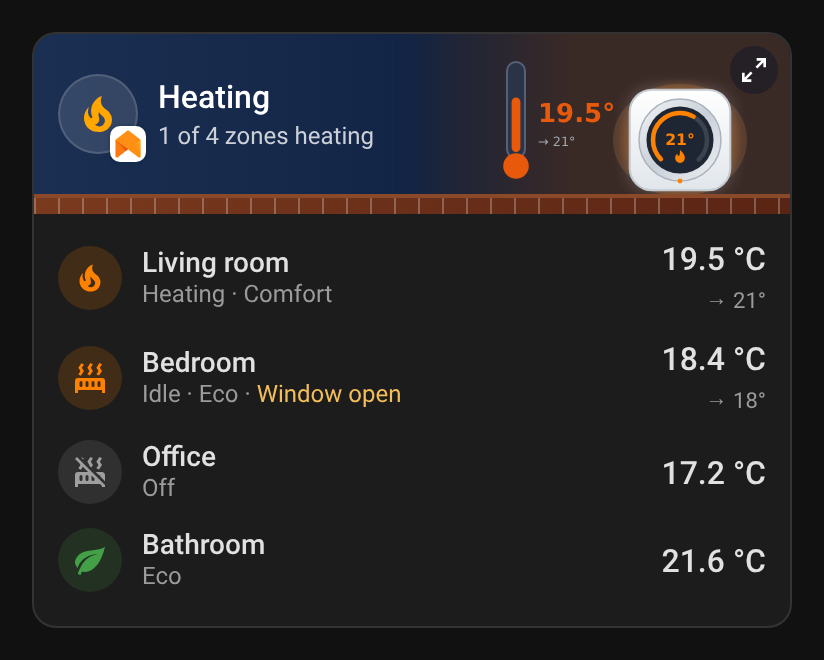 Heating
1 of 4 zones heating
19.5°
→ 21°
21°
Living room
Heating · Comfort
19.5 °C
→ 21°
Bedroom
Idle · Eco · Window open
18.4 °C
→ 18°
Office
Off
17.2 °C
Bathroom
Eco
21.6 °C